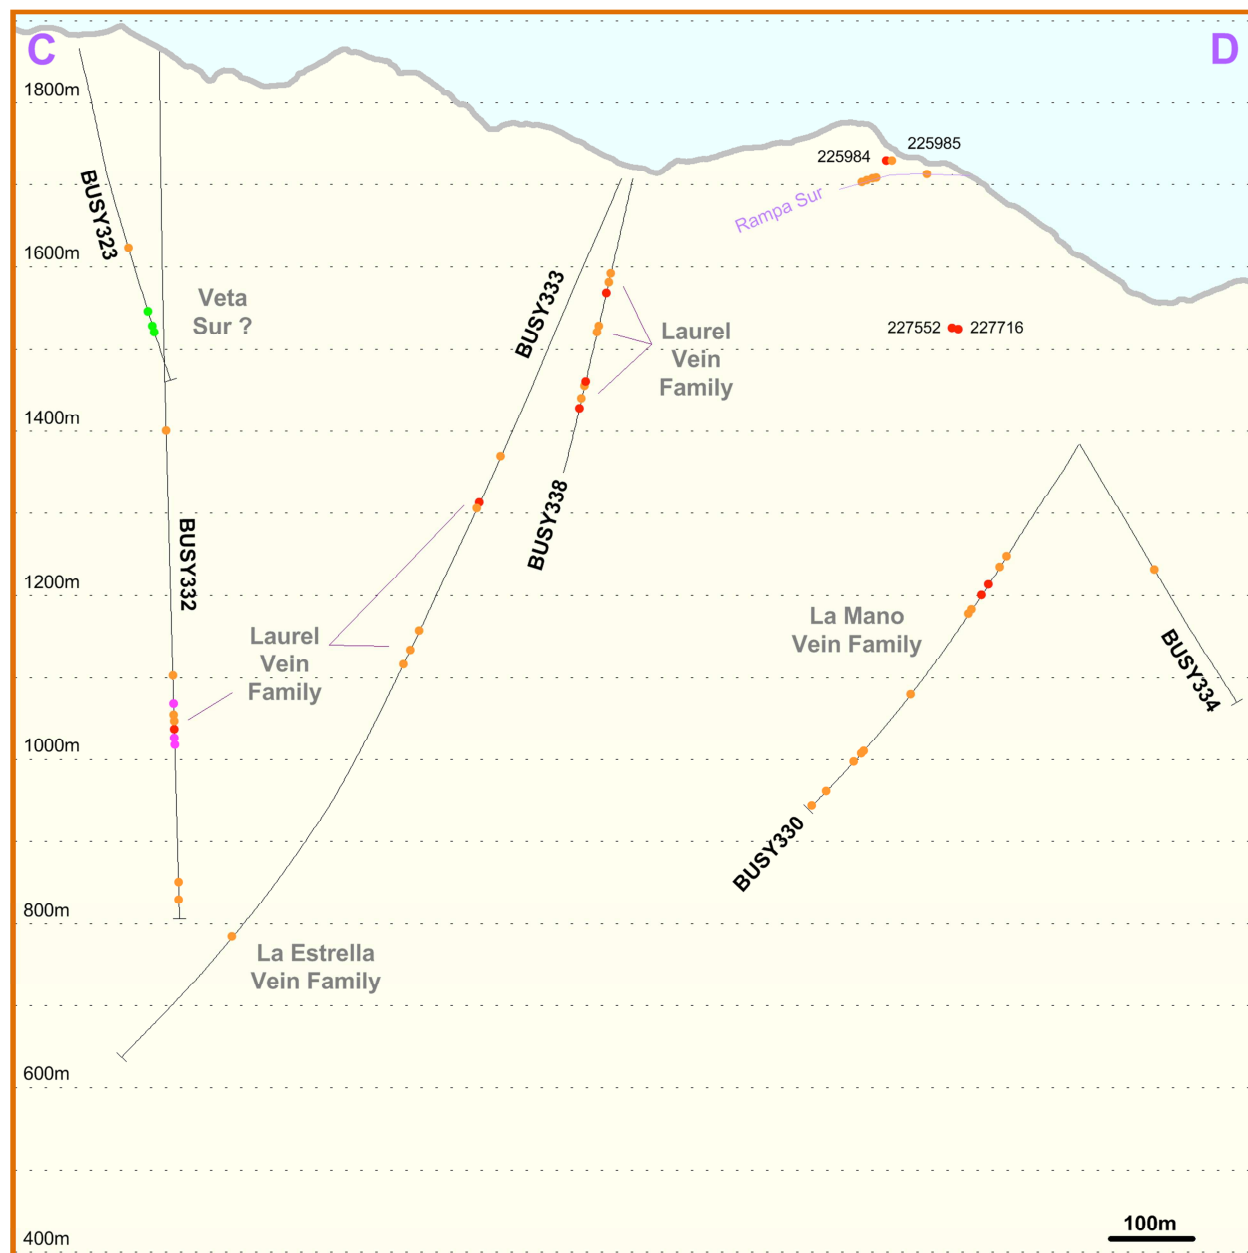 C
D
1800m
225984
225985
Rampa Sur
BUSY323
1600m
Veta
Sur ?
BUSY333
Laurel
Vein
Family
227552
227716
1400m
BUSY338
BUSY332
1200m
La Mano
Vein Family
Laurel
Vein
Family
BUSY334
1000m
BUSY330
800m
La Estrella
Vein Family
600m
100m
400m